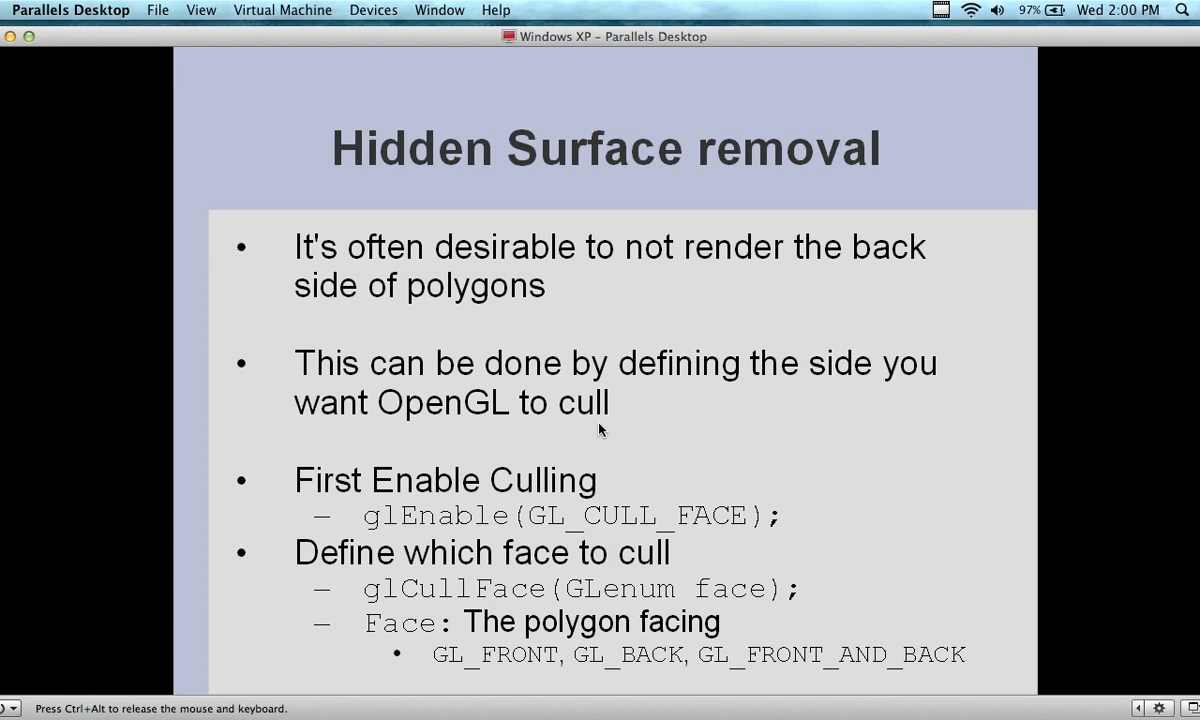 Parallels Desktop File View Virtual Machine Devices Window Help 97% Wed 2:00 PM
Windows XP - Parallels Desktop
Hidden Surface removal
• It's often desirable to not render the back
side of polygons
• This can be done by defining the side you
want OpenGL to cull
• First Enable Culling
– glEnable(GL_CULL_FACE);
• Define which face to cull
– glCullFace(GLenum face);
– Face: The polygon facing
• GL_FRONT, GL_BACK, GL_FRONT_AND_BACK
Press Ctrl+Alt to release the mouse and keyboard.